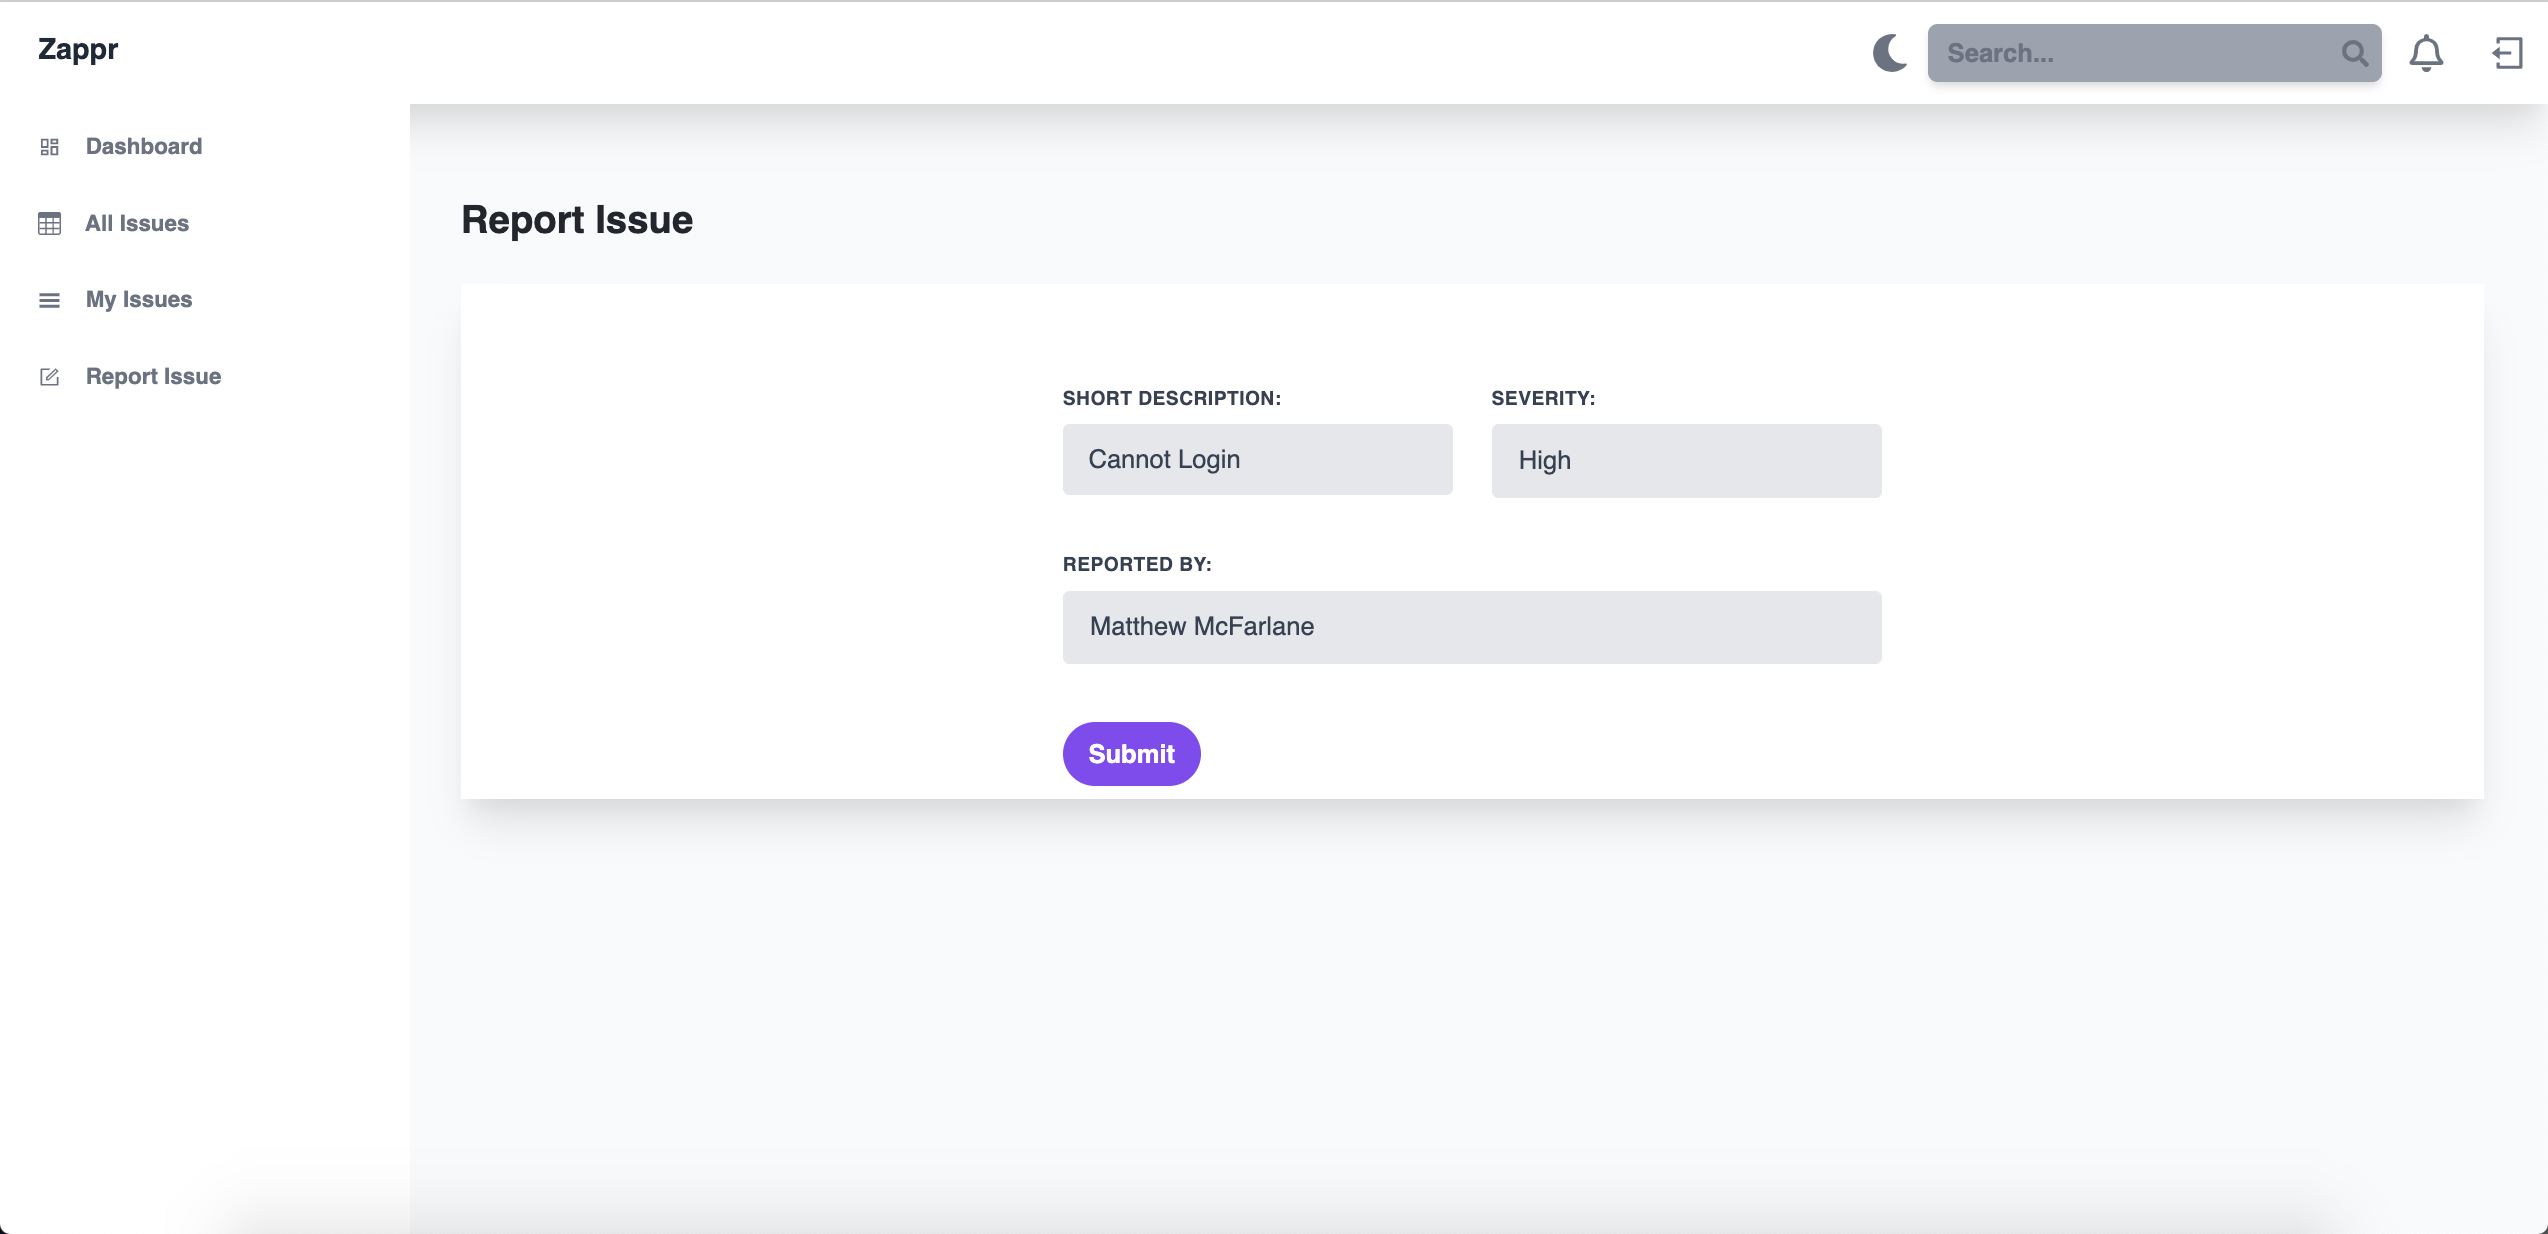 Zappr
Search...
Dashboard
All Issues
My Issues
Report Issue
Report Issue
SHORT DESCRIPTION:
SEVERITY:
Cannot Login
High
REPORTED BY:
Matthew McFarlane
Submit